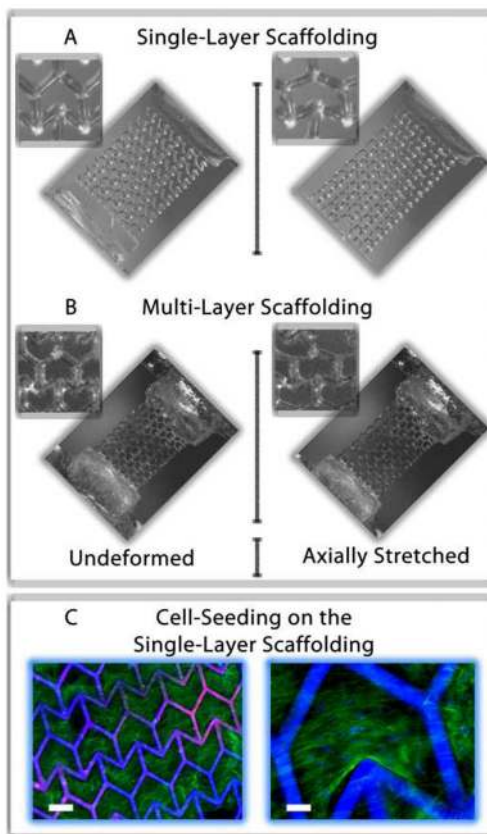 A
Single-Layer Scaffolding
B
Multi-Layer Scaffolding
Undeformed
Axially Stretched
C
Cell-Seeding on the
Single-Layer Scaffolding